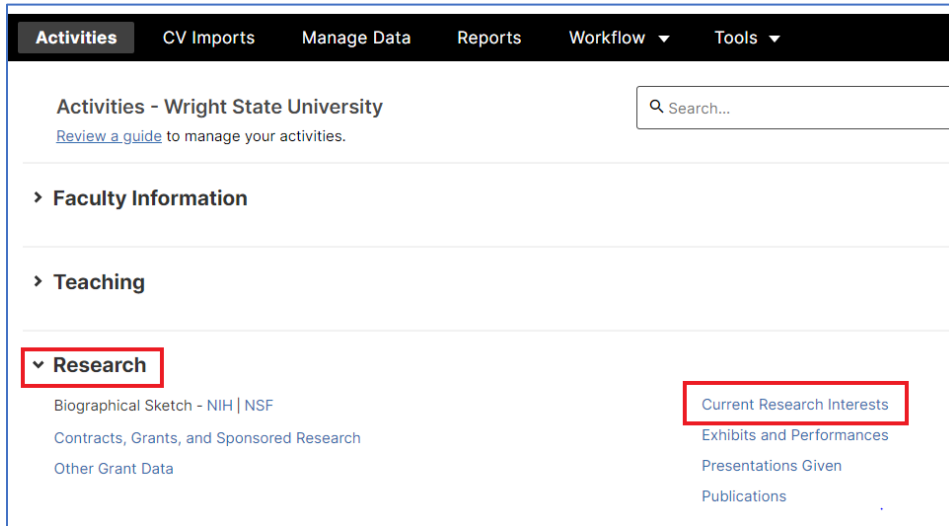 Activities CV Imports Manage Data Reports Workflow Tools
Activities - Wright State University
Search...
Review a guide to manage your activities.
Faculty Information
Teaching
Research
Biographical Sketch - NIH | NSF
Contracts, Grants, and Sponsored Research
Other Grant Data
Current Research Interests
Exhibits and Performances
Presentations Given
Publications